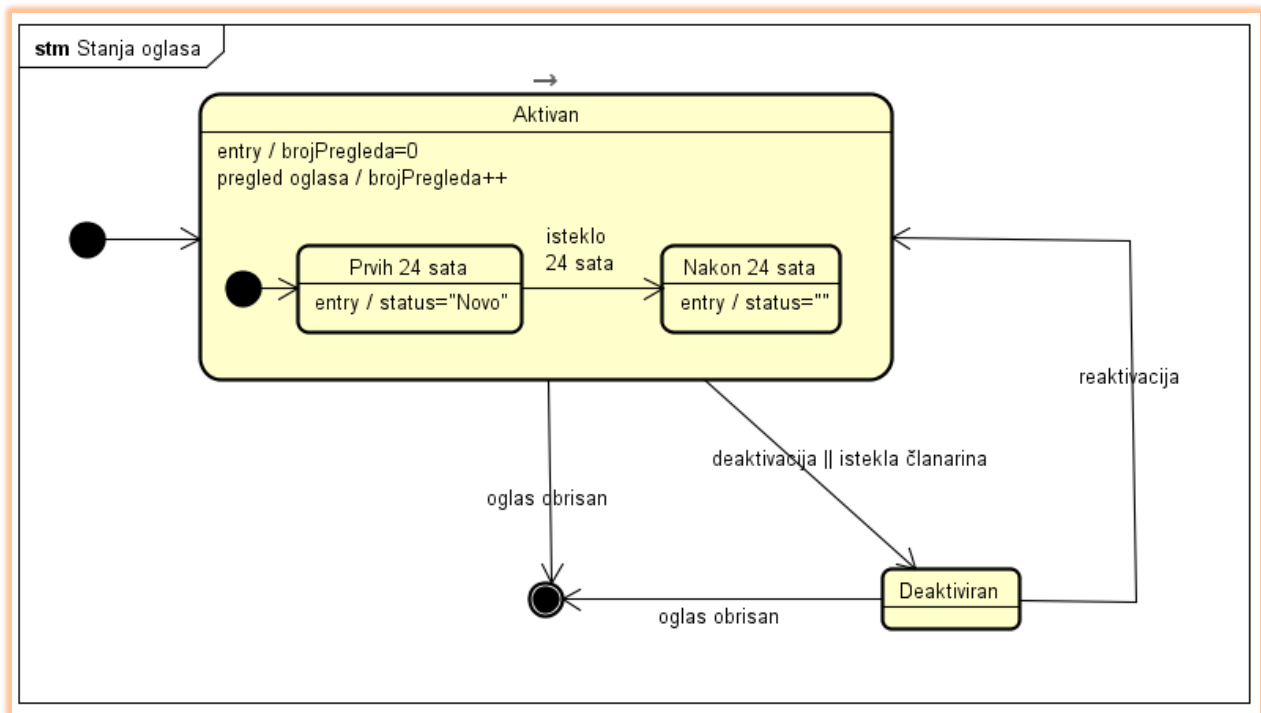 stm Stanja oglasa
Aktivan
entry / brojPregleda=0
pregled oglasa / brojPregleda++
isteklo
24 sata
Prvih 24 sata
entry / status="Novo"
Nakon 24 sata
entry / status=""
reaktivacija
deaktivacija || istekla članarina
oglas obrisan
Deaktiviran
oglas obrisan